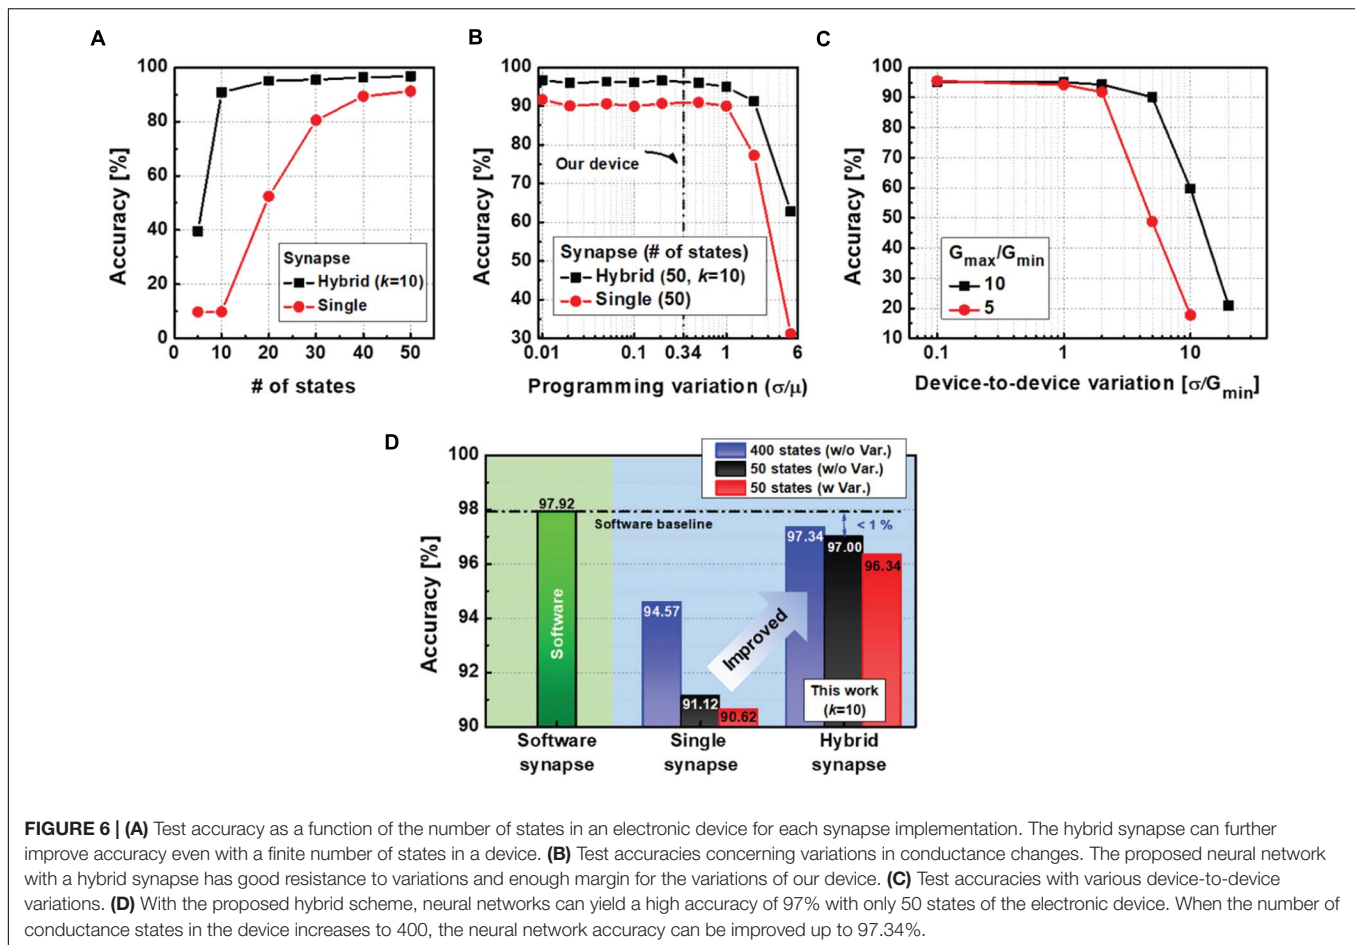 A
Accuracy [%]
100
80
60
40
20
0
0 10 20 30 40 50
# of states
Synapse
Hybrid (k=10)
Single
B
Accuracy [%]
100
90
80
70
60
50
40
30
0.01 0.1 0.34 1 6
Programming variation (σ/μ)
Our device
Synapse (# of states)
Hybrid (50, k=10)
Single (50)
C
Accuracy [%]
100
90
80
70
60
50
40
30
20
10
0.1 1 10
Device-to-device variation [σ/Gmin]
Gmax/Gmin
10
5
D
Accuracy [%]
100
98
96
94
92
90
400 states (w/o Var.)
50 states (w/o Var.)
50 states (w Var.)
97.92
Software baseline
< 1 %
97.34
97.00
96.34
94.57
91.12
90.62
Software
Improved
This work
(k=10)
Software
synapse
Single
synapse
Hybrid
synapse
FIGURE 6 | (A) Test accuracy as a function of the number of states in an electronic device for each synapse implementation. The hybrid synapse can further
improve accuracy even with a finite number of states in a device. (B) Test accuracies concerning variations in conductance changes. The proposed neural network
with a hybrid synapse has good resistance to variations and enough margin for the variations of our device. (C) Test accuracies with various device-to-device
variations. (D) With the proposed hybrid scheme, neural networks can yield a high accuracy of 97% with only 50 states of the electronic device. When the number of
conductance states in the device increases to 400, the neural network accuracy can be improved up to 97.34%.